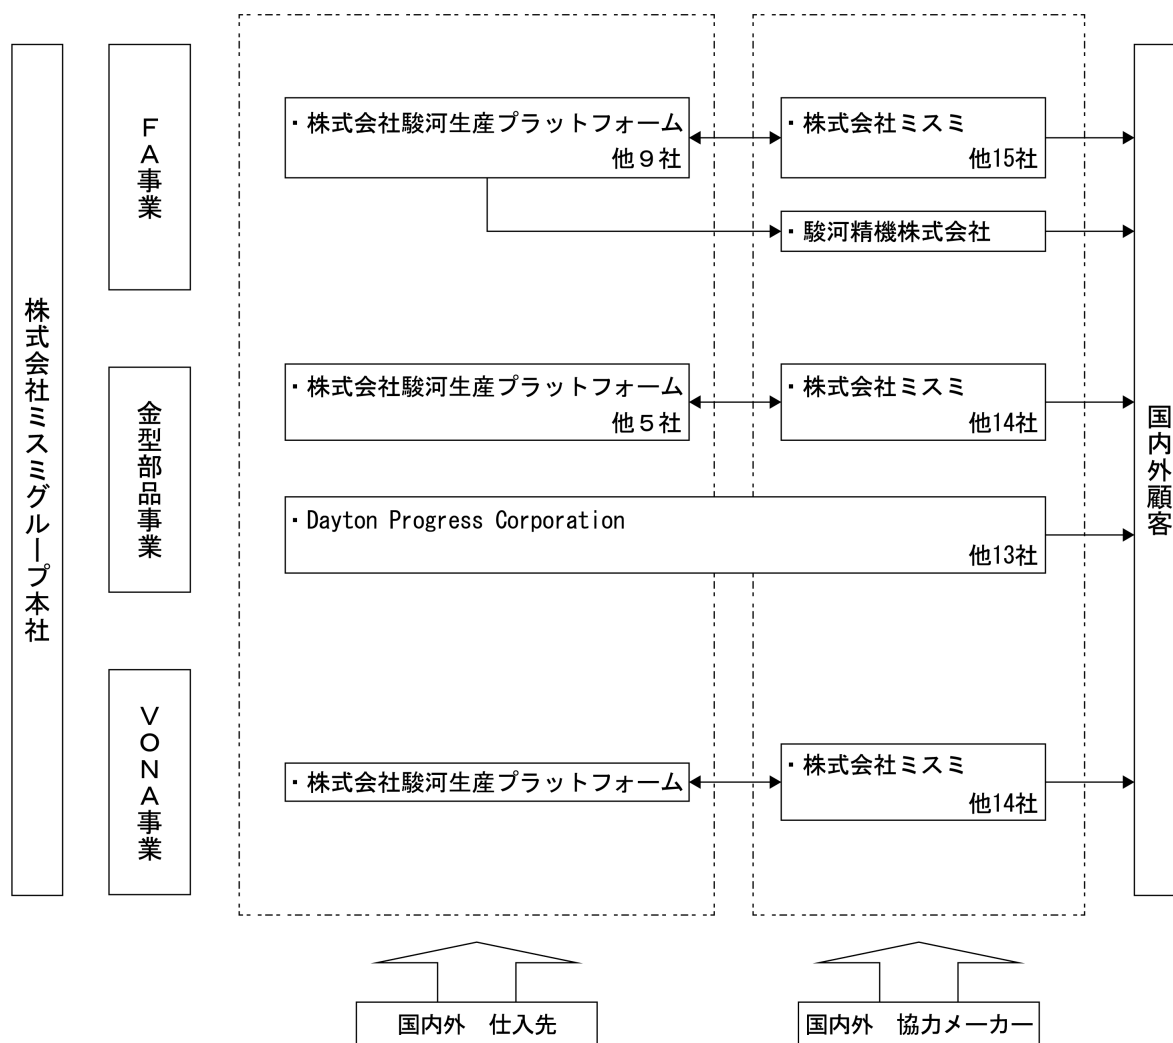 株式会社ミスミグループ本社
ＦＡ事業
・株式会社駿河生産プラットフォーム
他９社
・株式会社ミスミ
他15社
・駿河精機株式会社
金型部品事業
・株式会社駿河生産プラットフォーム
他５社
・株式会社ミスミ
他14社
・Dayton Progress Corporation
他13社
ＶＯＮＡ事業
・株式会社駿河生産プラットフォーム
・株式会社ミスミ
他14社
国内外顧客
国内外　仕入先
国内外　協力メーカー